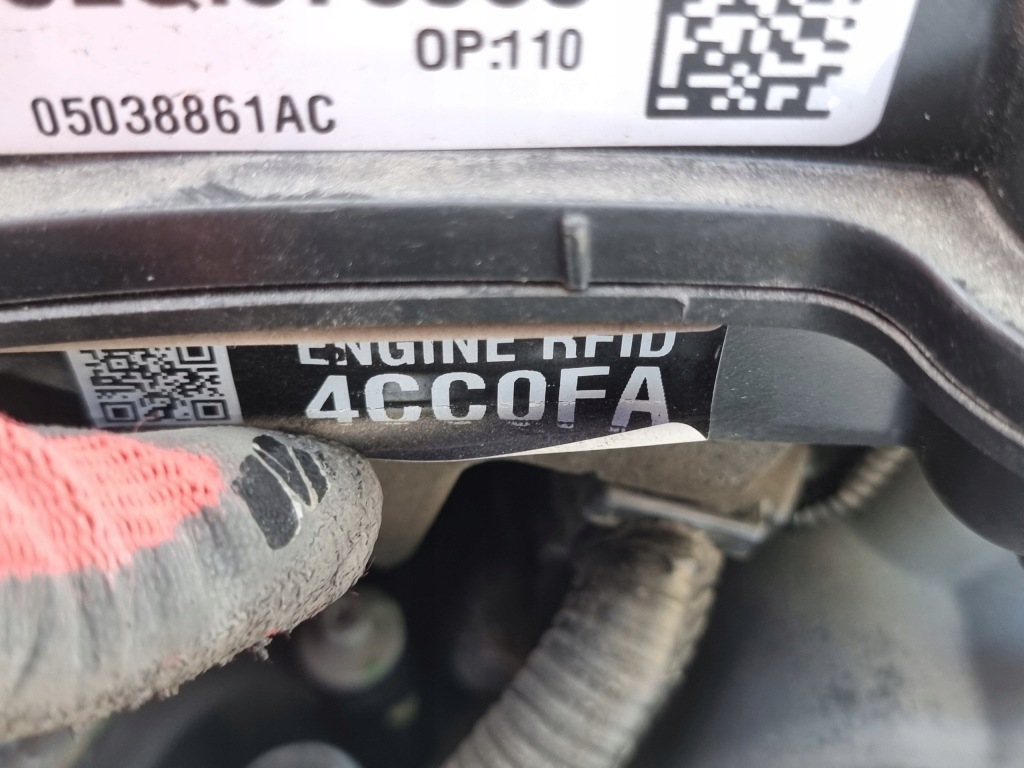 OP:110
05038861AC
ENGINE RFID
4CC0FA